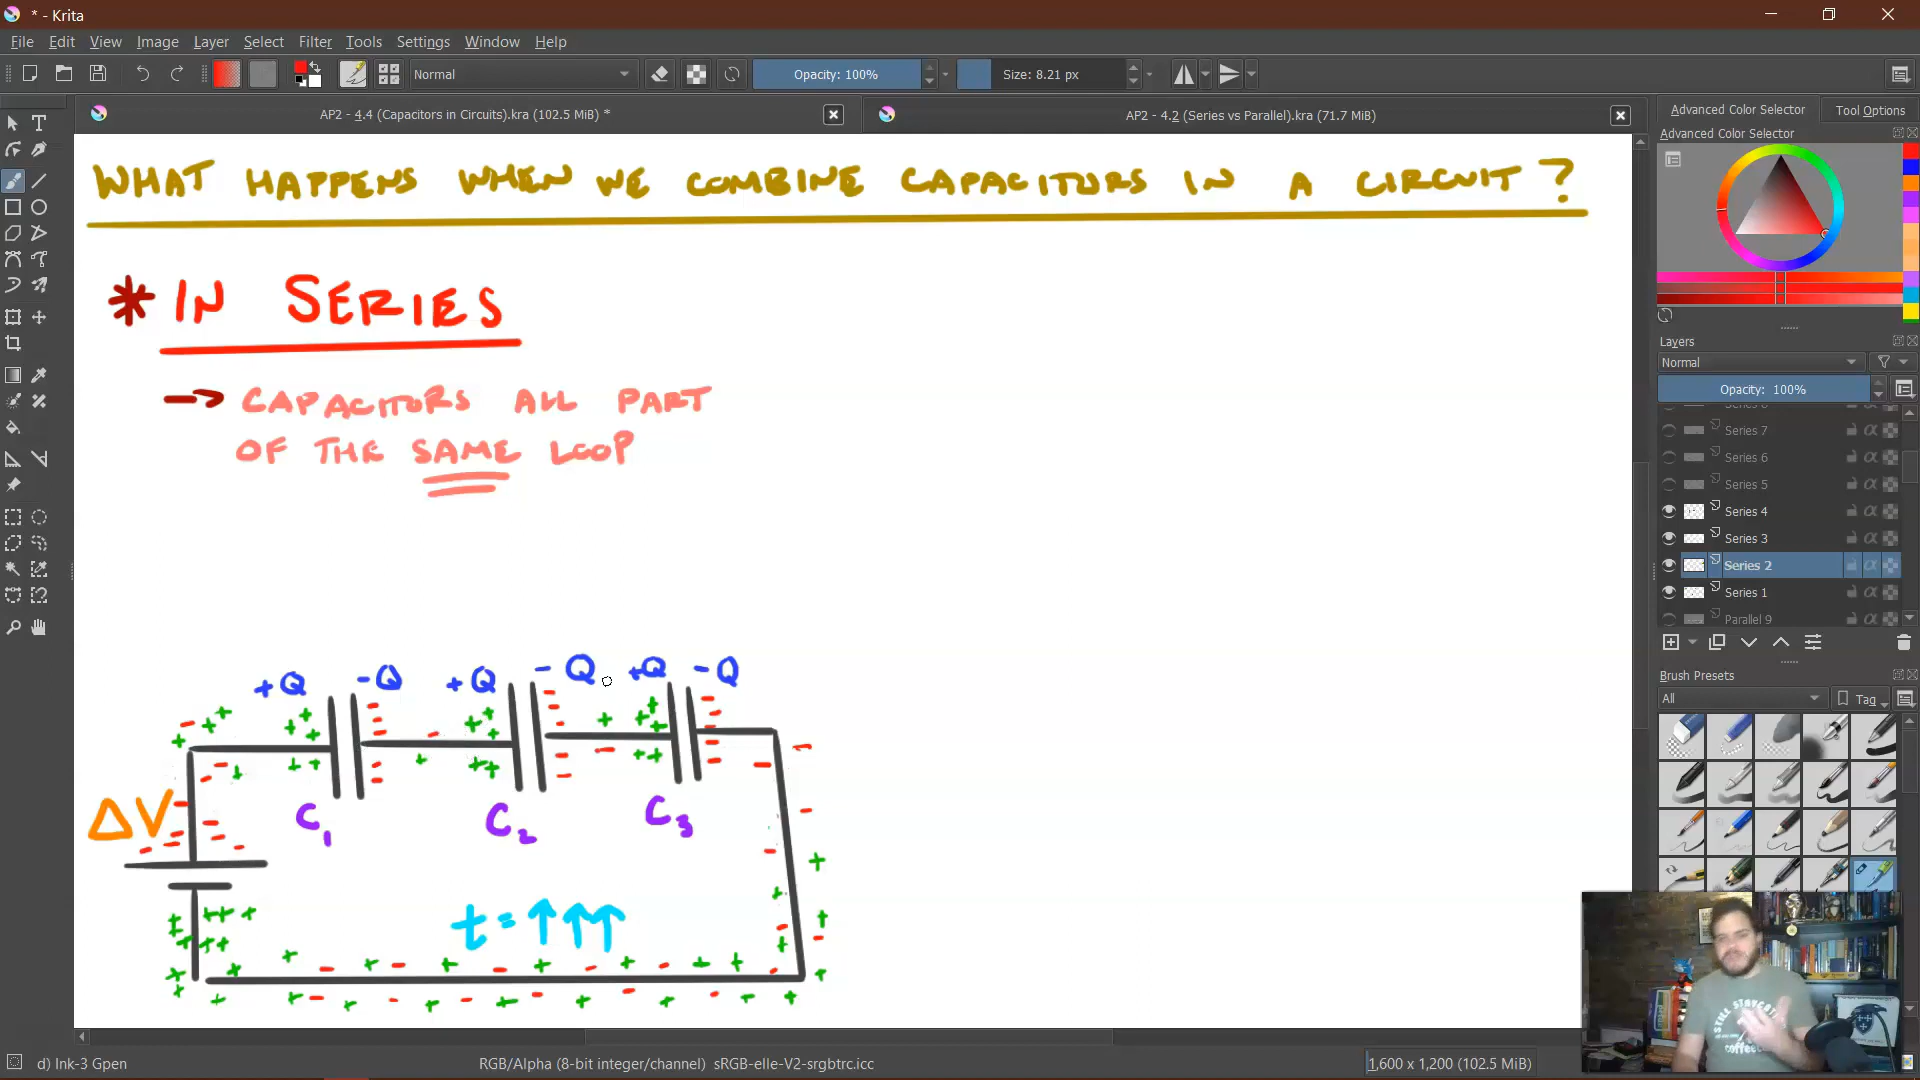 * - Krita
File Edit View Image Layer Select Filter Tools Settings Window Help
Normal Opacity: 100% Size: 8.21 px
AP2 - 4.4 (Capacitors in Circuits).kra (102.5 MiB) *
AP2 - 4.2 (Series vs Parallel).kra (71.7 MiB)
Advanced Color Selector Tool Options
Advanced Color Selector
WHAT HAPPENS WHEN WE COMBINE CAPACITORS IN A CIRCUIT?
* IN SERIES
→ CAPACITORS ALL PART
OF THE SAME LOOP
+Q -Q +Q -Q +Q -Q
C1 C2 C3
ΔV
t = ↑↑↑
Layers
Normal
Opacity: 100%
Series 7
Series 6
Series 5
Series 4
Series 3
Series 2
Series 1
Parallel 9
Brush Presets
All Tag
STILL STAYCATION
coffee
d) Ink-3 Gpen
RGB/Alpha (8-bit integer/channel) sRGB-elle-V2-srgbtrc.icc
1,600 x 1,200 (102.5 MiB)